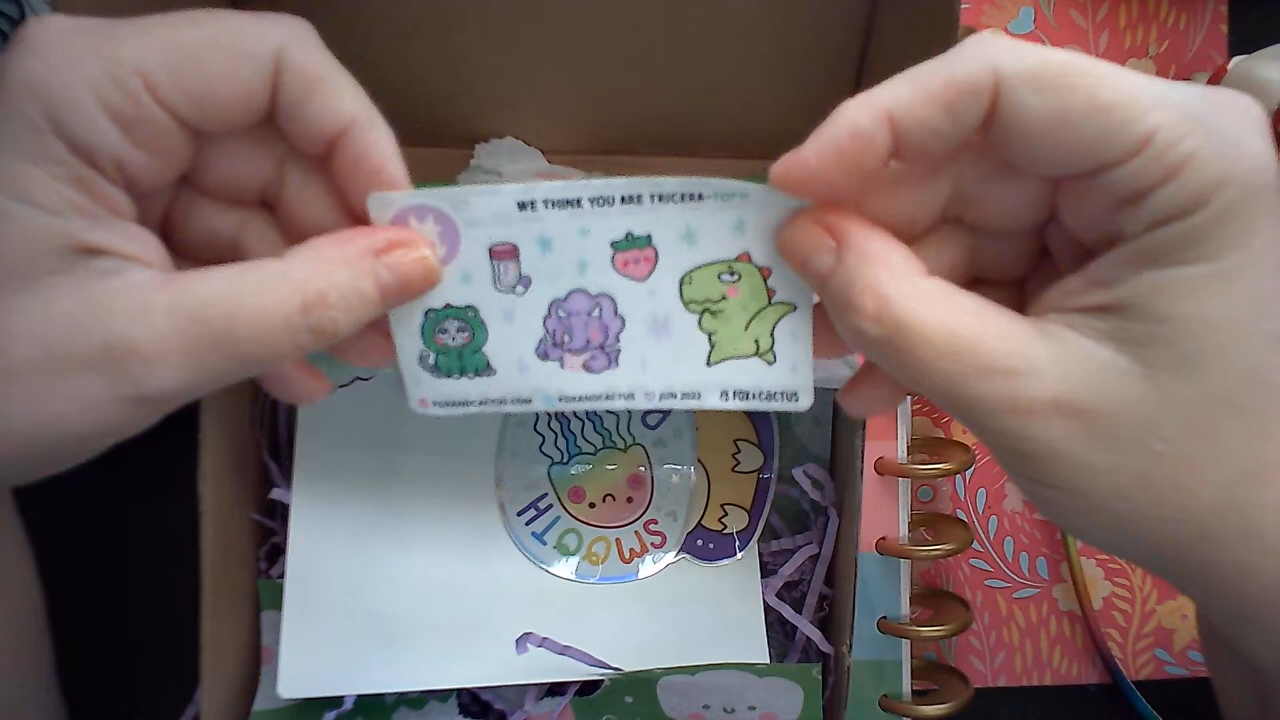 WE THINK YOU ARE TRICERA-TOPS
FOXANDCACTUS.COM FOXANDCACTUS JUN 2023 FOX & CACTUS
SMOOTH